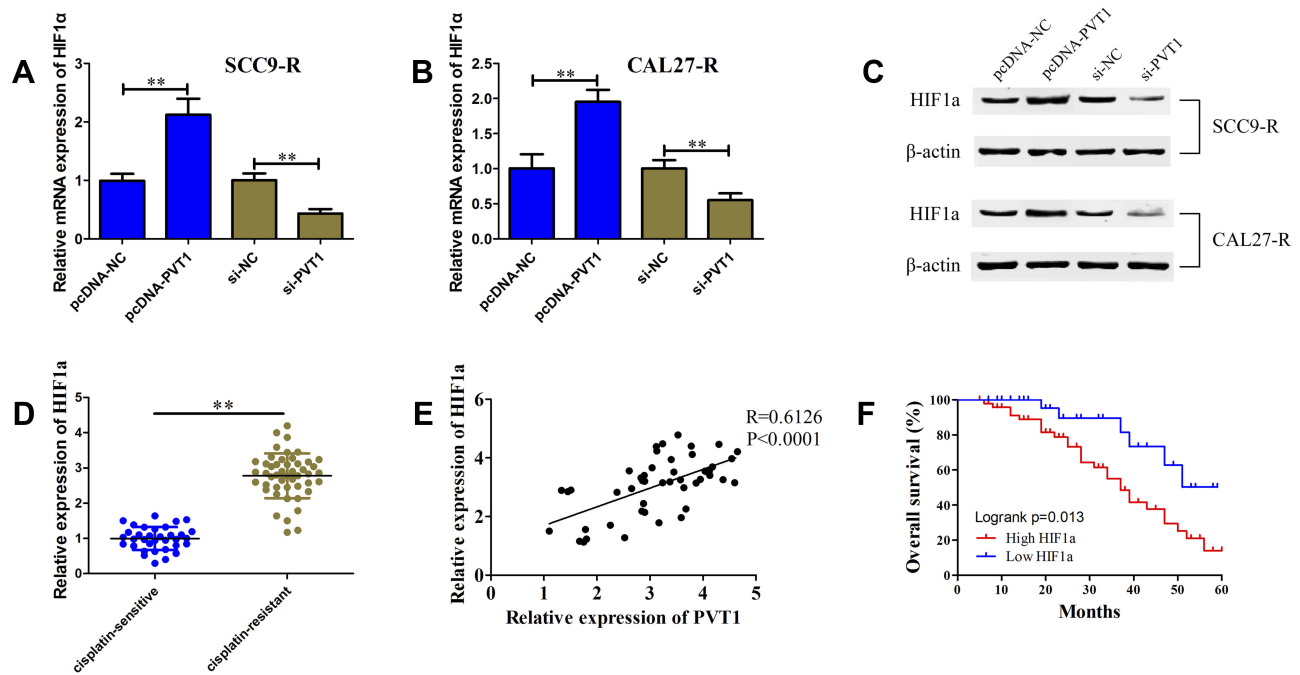 A
Relative mRNA expression of HIF1α
SCC9-R
3
2
1
0
**
**
pcDNA-NC
pcDNA-PVT1
si-NC
si-PVT1
B
Relative mRNA expression of HIF1α
CAL27-R
2.5
2.0
1.5
1.0
0.5
0.0
**
**
pcDNA-NC
pcDNA-PVT1
si-NC
si-PVT1
C
pcDNA-NC
pcDNA-PVT1
si-NC
si-PVT1
HIF1a
β-actin
SCC9-R
HIF1a
β-actin
CAL27-R
D
Relative expression of HIF1a
5
4
3
2
1
0
**
cisplatin-sensitive
cisplatin-resistant
E
Relative expression of HIF1a
6
4
2
0
R=0.6126
P<0.0001
0 1 2 3 4 5
Relative expression of PVT1
F
Overall survival (%)
100
80
60
40
20
0
Logrank p=0.013
High HIF1a
Low HIF1a
0 10 20 30 40 50 60
Months